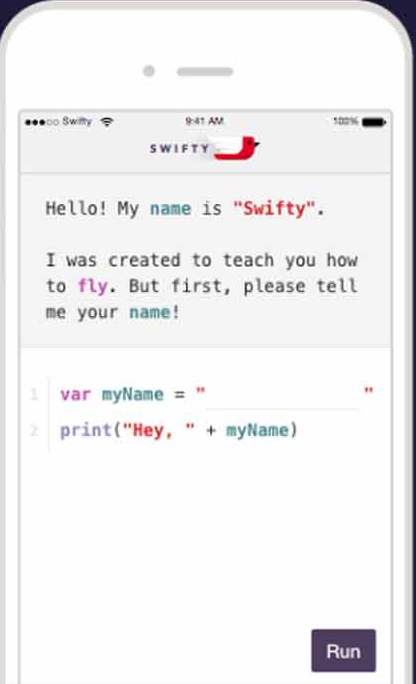 Swifty 9:41 AM 100%
SWIFTY
Hello! My name is "Swifty".
I was created to teach you how
to fly. But first, please tell
me your name!
1 var myName = " "
2 print("Hey, " + myName)
Run